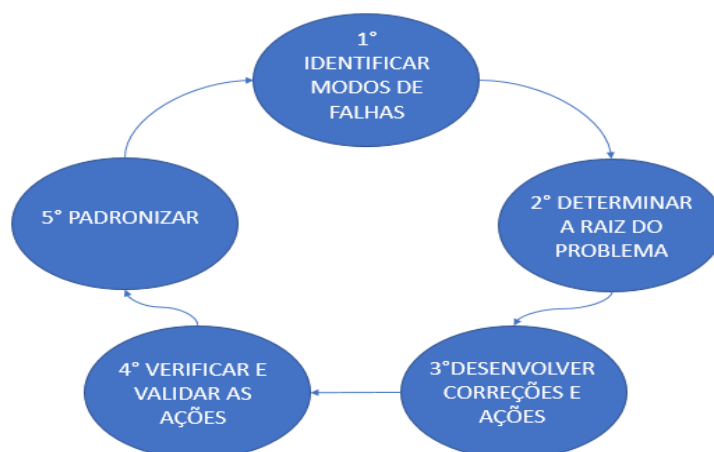 1°
IDENTIFICAR
MODOS DE
FALHAS
2° DETERMINAR
A RAIZ DO
PROBLEMA
3°DESENVOLVER
CORREÇÕES E
AÇÕES
4° VERIFICAR E
VALIDAR AS
AÇÕES
5° PADRONIZAR